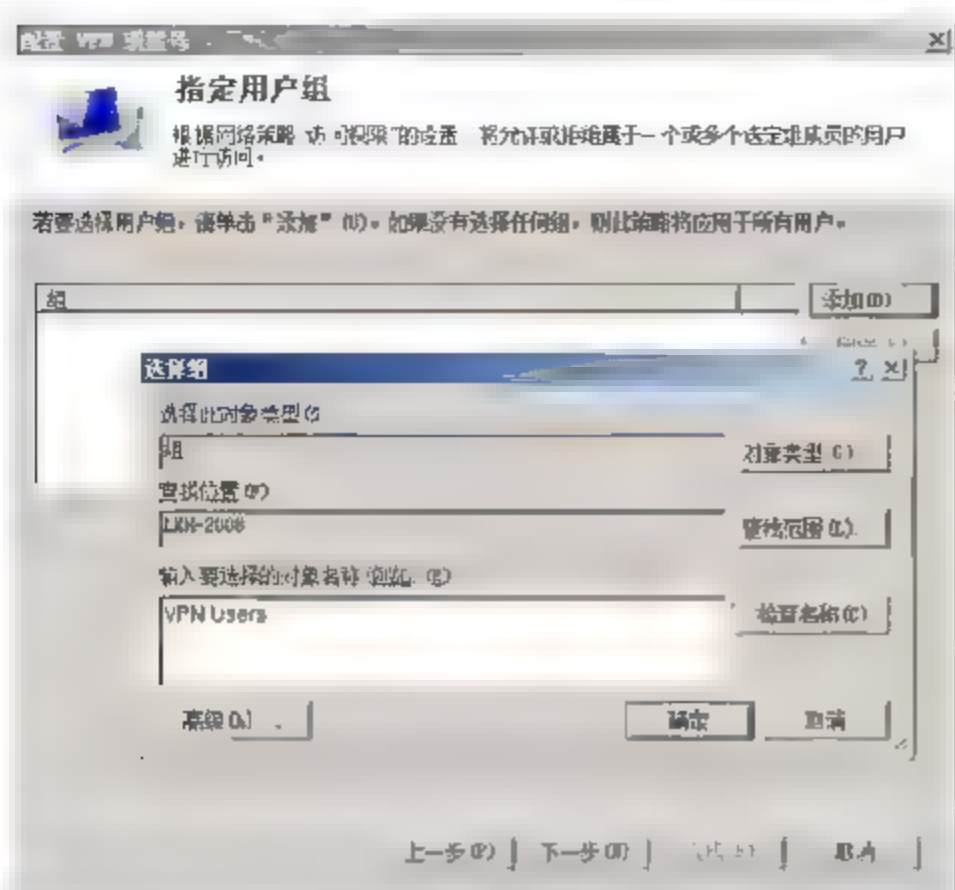 配置 VPN 或拨号
指定用户组
根据网络策略“访问权限”的设置，将允许或拒绝属于一个或多个选定组成员的用户
进行访问。
若要选择用户组，请单击“添加”(D)。如果没有选择任何组，则此策略将应用于所有用户。
组
添加(D)
选择组
选择此对象类型(S)
组
对象类型
查找位置(F)
LXH-2008
查找范围(L)
输入要选择的对象名称(例如)(E)
VPN Users
检查名称(C)
高级(A)
确定
取消
上一步(P)
下一步(N)
取消